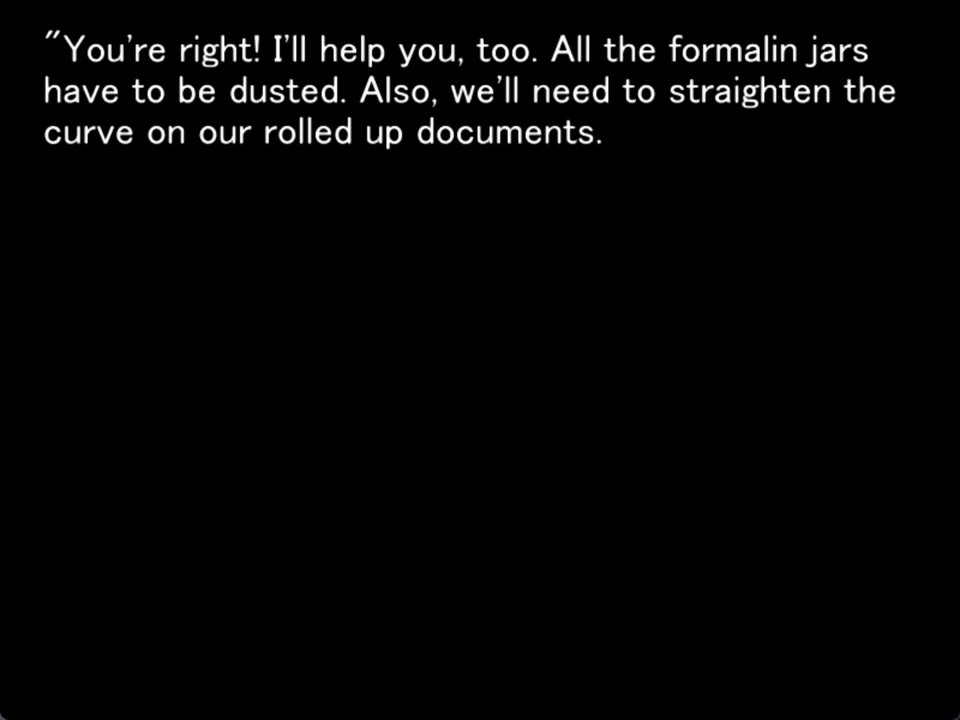 "You're right! I'll help you, too. All the formalin jars
have to be dusted. Also, we'll need to straighten the
curve on our rolled up documents.